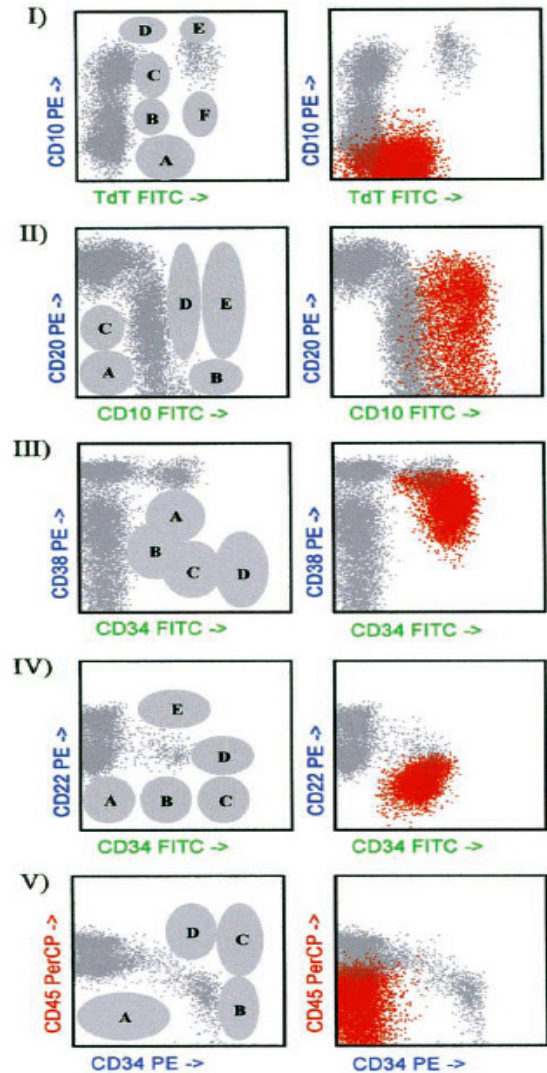 I)
D E
C
B F
A
CD10 PE ->
TdT FITC ->
CD10 PE ->
TdT FITC ->
II)
D E
C
A B
CD20 PE ->
CD10 FITC ->
CD20 PE ->
CD10 FITC ->
III)
A
B
C D
CD38 PE ->
CD34 FITC ->
CD38 PE ->
CD34 FITC ->
IV)
E
D
A B C
CD22 PE ->
CD34 FITC ->
CD22 PE ->
CD34 FITC ->
V)
D C
A B
CD45 PerCP ->
CD34 PE ->
CD45 PerCP ->
CD34 PE ->